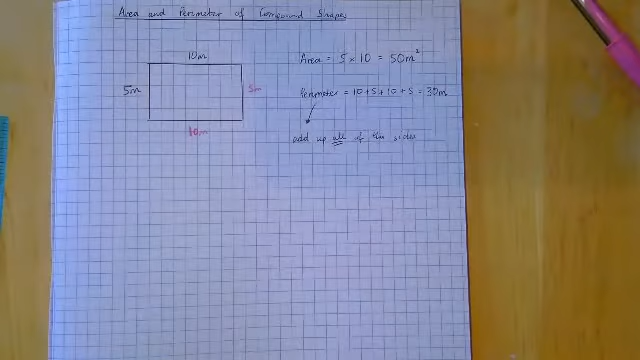 Area and Perimeter of Compound Shapes
10m
Area = 5 × 10 = 50m²
5m
5m
Perimeter = 10 + 5 + 10 + 5 = 30m
10m
add up all of the sides